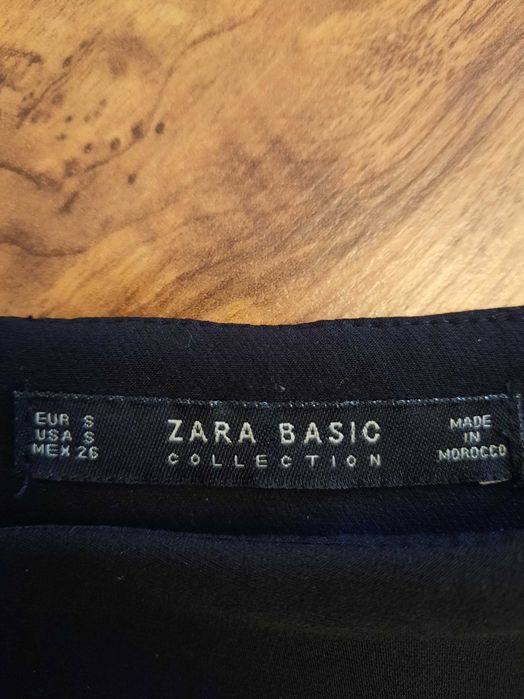 EUR S
USA S
MEX 26
ZARA BASIC
COLLECTION
MADE
IN
MOROCCO